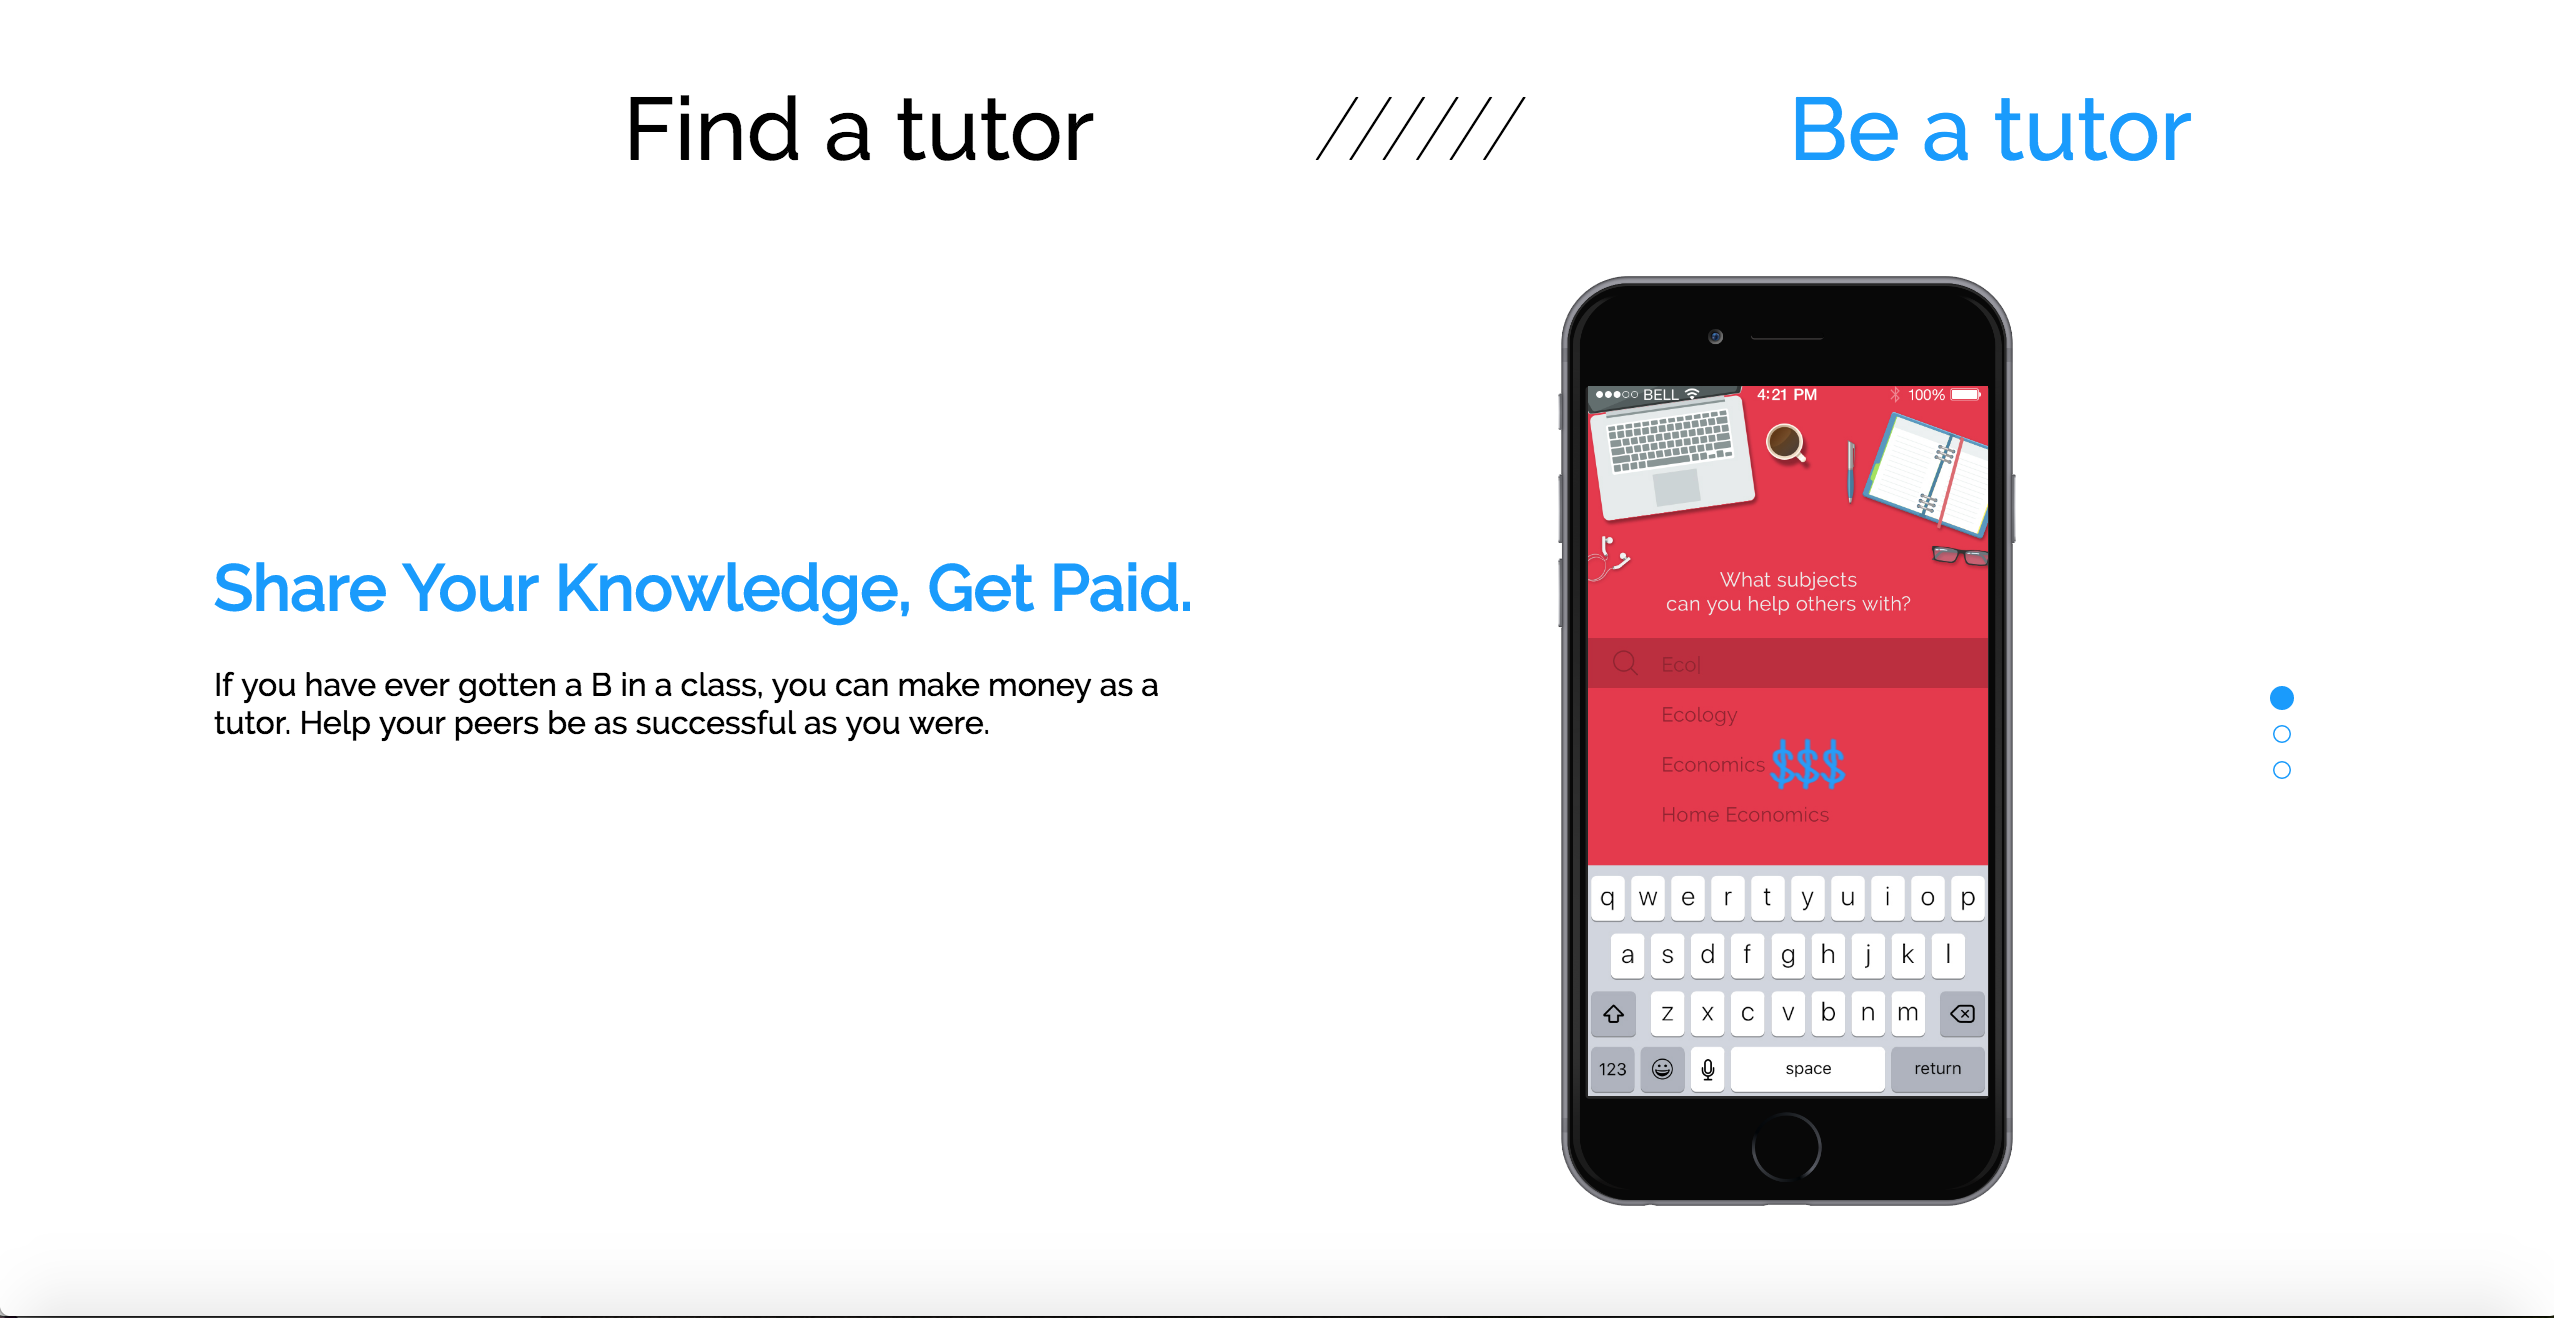 Find a tutor
Be a tutor
Share Your Knowledge, Get Paid.
If you have ever gotten a B in a class, you can make money as a
tutor. Help your peers be as successful as you were.
BELL 4:21 PM 100%
What subjects
can you help others with?
Eco
Ecology
Economics $$$
Home Economics
q w e r t y u i o p
a s d f g h j k l
z x c v b n m
123 space return